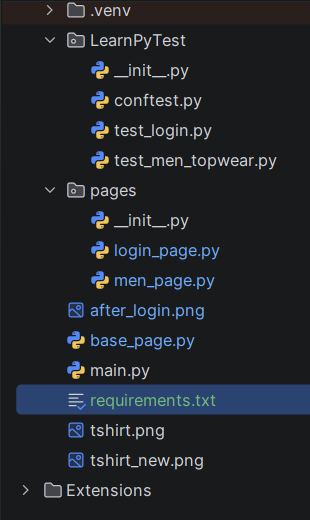 .venv
LearnPyTest
__init__.py
conftest.py
test_login.py
test_men_topwear.py
pages
__init__.py
login_page.py
men_page.py
after_login.png
base_page.py
main.py
requirements.txt
tshirt.png
tshirt_new.png
Extensions